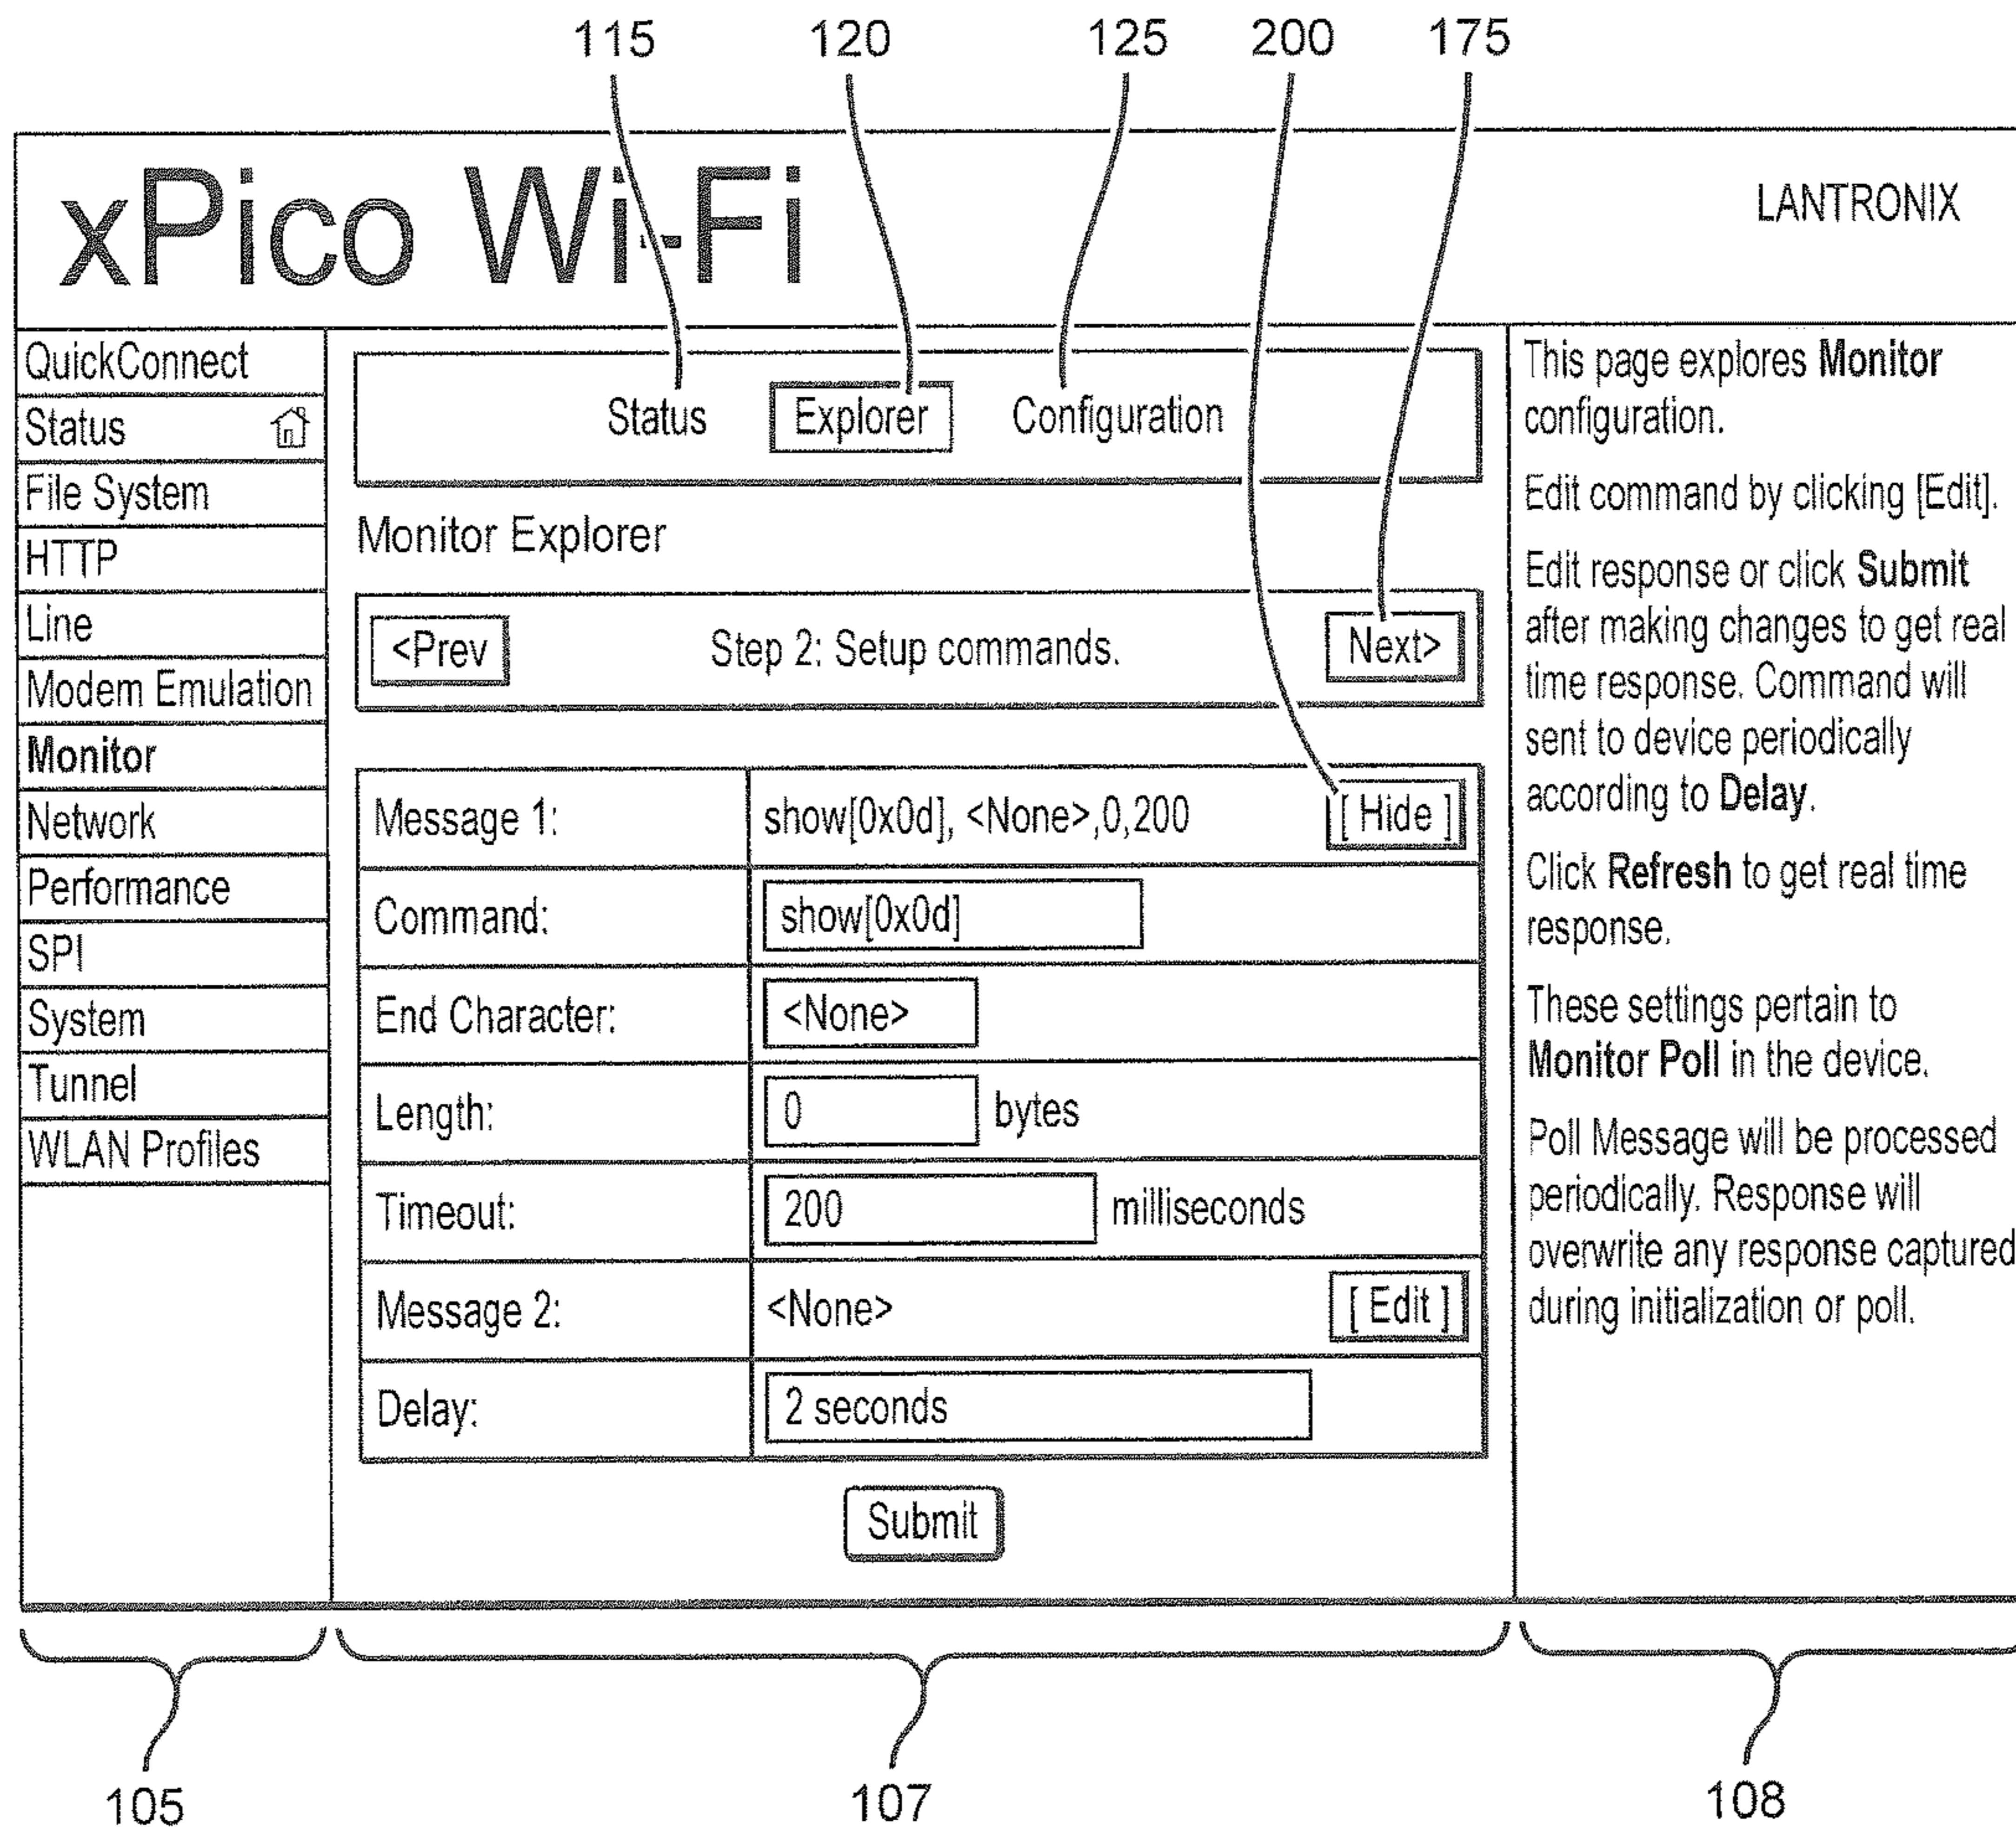 115 120 125 200 175
xPico Wi-Fi
LANTRONIX
QuickConnect
Status
File System
HTTP
Line
Modem Emulation
Monitor
Network
Performance
SPI
System
Tunnel
WLAN Profiles
Status Explorer Configuration
Monitor Explorer
<Prev Step 2: Setup commands. Next>
Message 1: show[0x0d], <None>,0,200 [ Hide ]
Command: show[0x0d]
End Character: <None>
Length: 0 bytes
Timeout: 200 milliseconds
Message 2: <None> [ Edit ]
Delay: 2 seconds
Submit
This page explores Monitor
configuration.
Edit command by clicking [Edit].
Edit response or click Submit
after making changes to get real
time response. Command will
sent to device periodically
according to Delay.
Click Refresh to get real time
response.
These settings pertain to
Monitor Poll in the device.
Poll Message will be processed
periodically. Response will
overwrite any response captured
during initialization or poll.
105 107 108